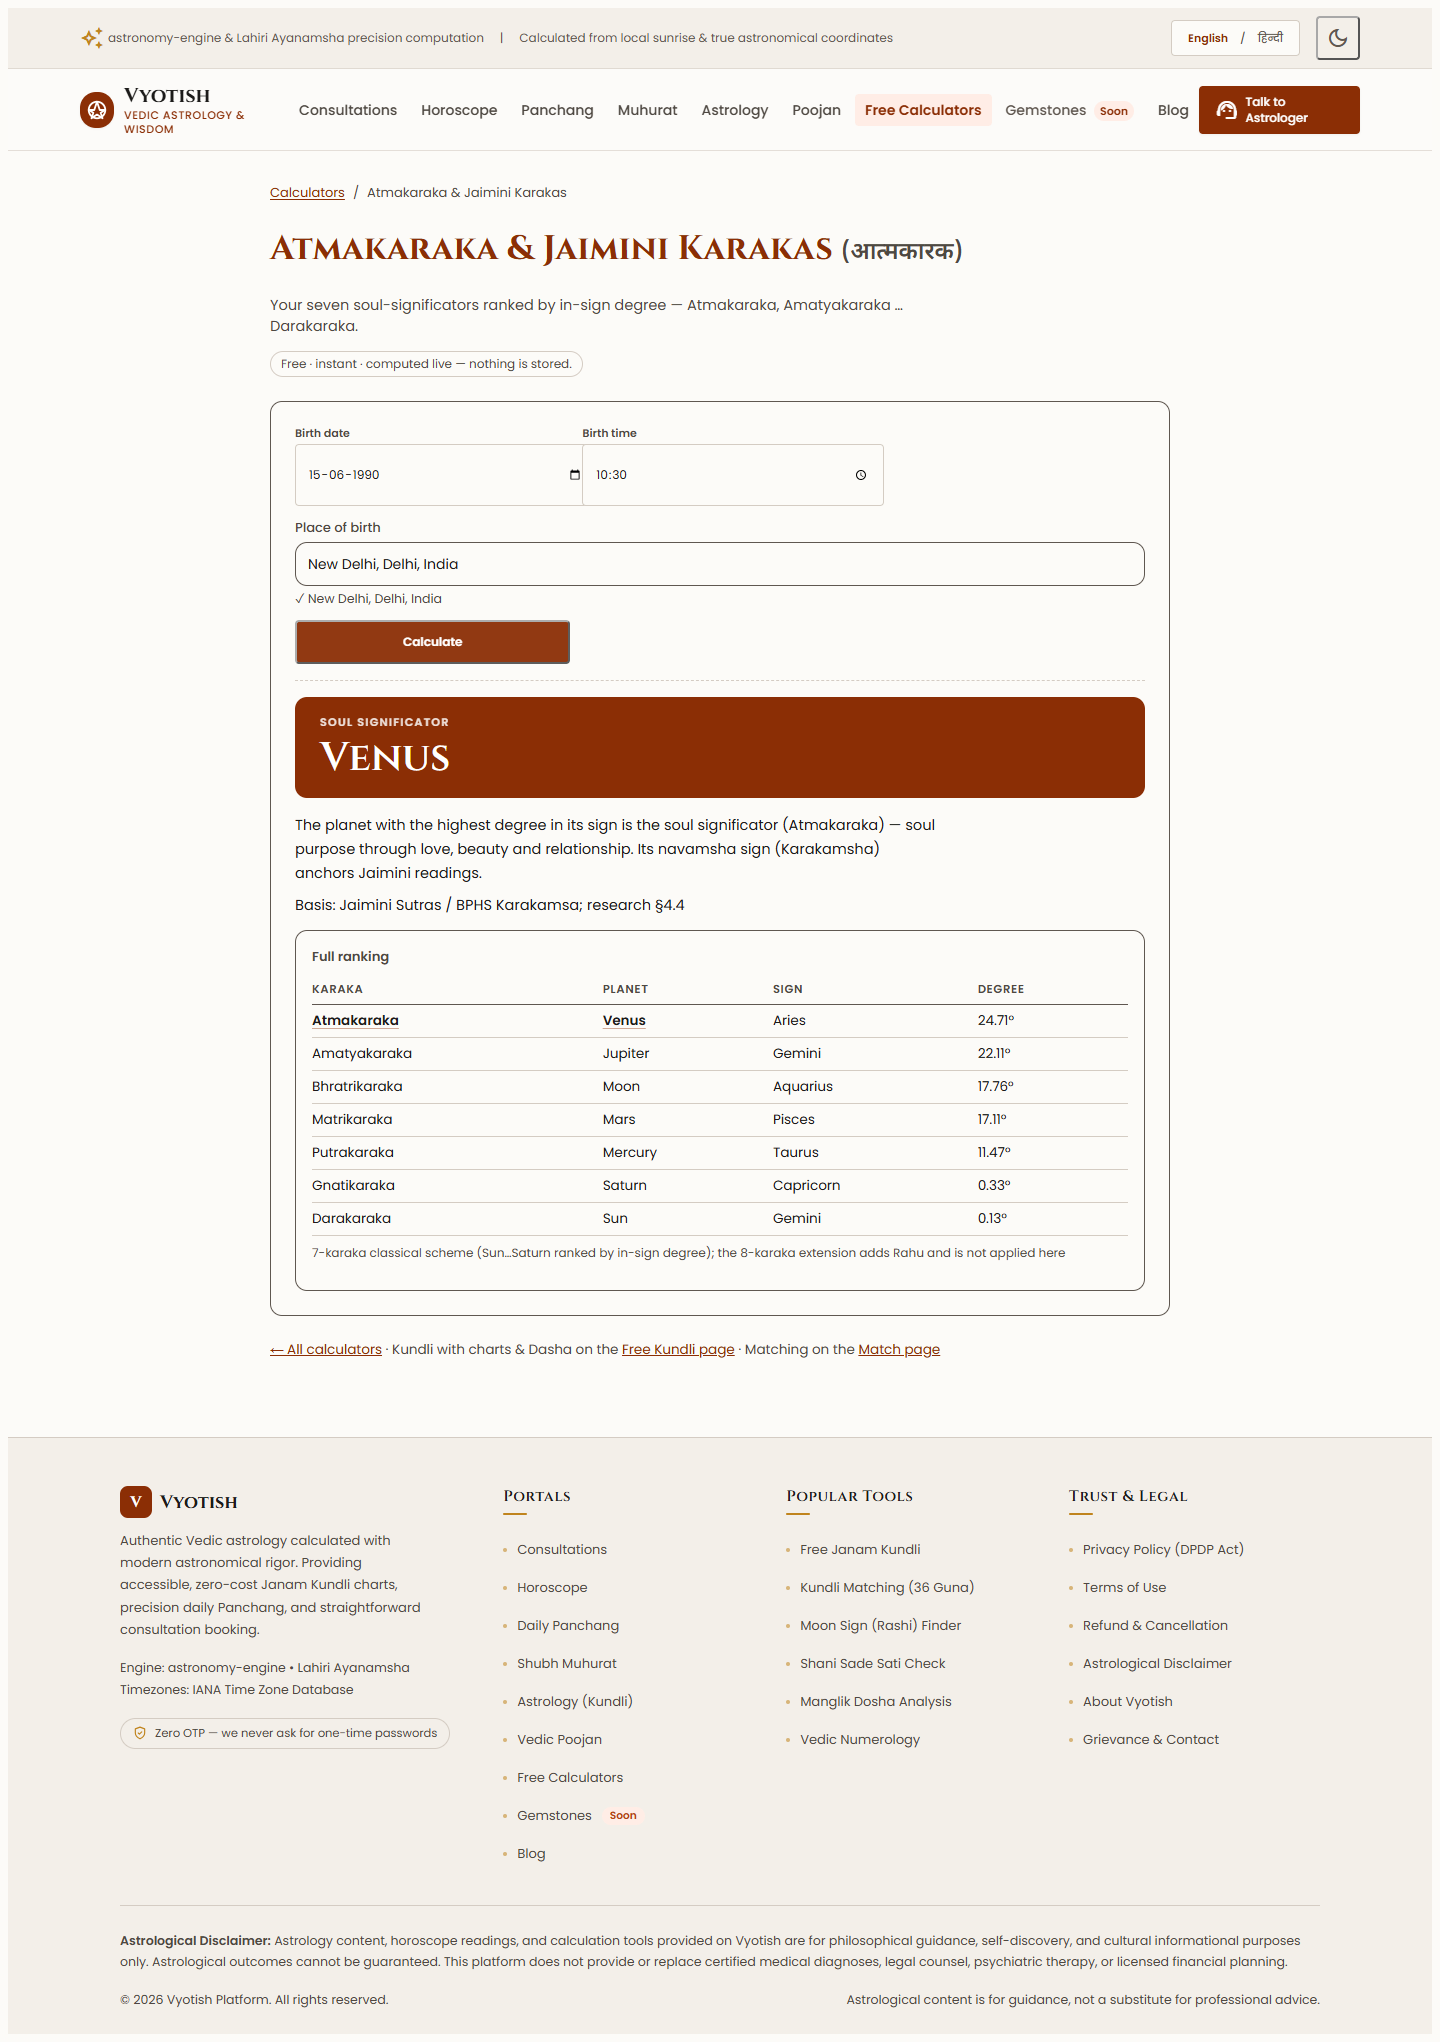 astronomy-engine & Lahiri Ayanamsha precision computation | Calculated from local sunrise & true astronomical coordinates
English / हिन्दी
Vyotish
VEDIC ASTROLOGY &
WISDOM
Consultations Horoscope Panchang Muhurat Astrology Poojan Free Calculators Gemstones Soon Blog
Talk to
Astrologer
Calculators / Atmakaraka & Jaimini Karakas
Atmakaraka & Jaimini Karakas (आत्मकारक)
Your seven soul-significators ranked by in-sign degree — Atmakaraka, Amatyakaraka …
Darakaraka.
Free · instant · computed live — nothing is stored.
Birth date Birth time
15-06-1990 10:30
Place of birth
New Delhi, Delhi, India
✓ New Delhi, Delhi, India
Calculate
SOUL SIGNIFICATOR
Venus
The planet with the highest degree in its sign is the soul significator (Atmakaraka) — soul
purpose through love, beauty and relationship. Its navamsha sign (Karakamsha)
anchors Jaimini readings.
Basis: Jaimini Sutras / BPHS Karakamsa; research §4.4
Full ranking
KARAKA PLANET SIGN DEGREE
Atmakaraka Venus Aries 24.71°
Amatyakaraka Jupiter Gemini 22.11°
Bhratrikaraka Moon Aquarius 17.76°
Matrikaraka Mars Pisces 17.11°
Putrakaraka Mercury Taurus 11.47°
Gnatikaraka Saturn Capricorn 0.33°
Darakaraka Sun Gemini 0.13°
7-karaka classical scheme (Sun…Saturn ranked by in-sign degree); the 8-karaka extension adds Rahu and is not applied here
← All calculators · Kundli with charts & Dasha on the Free Kundli page · Matching on the Match page
V Vyotish
Authentic Vedic astrology calculated with
modern astronomical rigor. Providing
accessible, zero-cost Janam Kundli charts,
precision daily Panchang, and straightforward
consultation booking.
Engine: astronomy-engine • Lahiri Ayanamsha
Timezones: IANA Time Zone Database
Zero OTP — we never ask for one-time passwords
Portals
Consultations
Horoscope
Daily Panchang
Shubh Muhurat
Astrology (Kundli)
Vedic Poojan
Free Calculators
Gemstones Soon
Blog
Popular Tools
Free Janam Kundli
Kundli Matching (36 Guna)
Moon Sign (Rashi) Finder
Shani Sade Sati Check
Manglik Dosha Analysis
Vedic Numerology
Trust & Legal
Privacy Policy (DPDP Act)
Terms of Use
Refund & Cancellation
Astrological Disclaimer
About Vyotish
Grievance & Contact
Astrological Disclaimer: Astrology content, horoscope readings, and calculation tools provided on Vyotish are for philosophical guidance, self-discovery, and cultural informational purposes
only. Astrological outcomes cannot be guaranteed. This platform does not provide or replace certified medical diagnoses, legal counsel, psychiatric therapy, or licensed financial planning.
© 2026 Vyotish Platform. All rights reserved.
Astrological content is for guidance, not a substitute for professional advice.